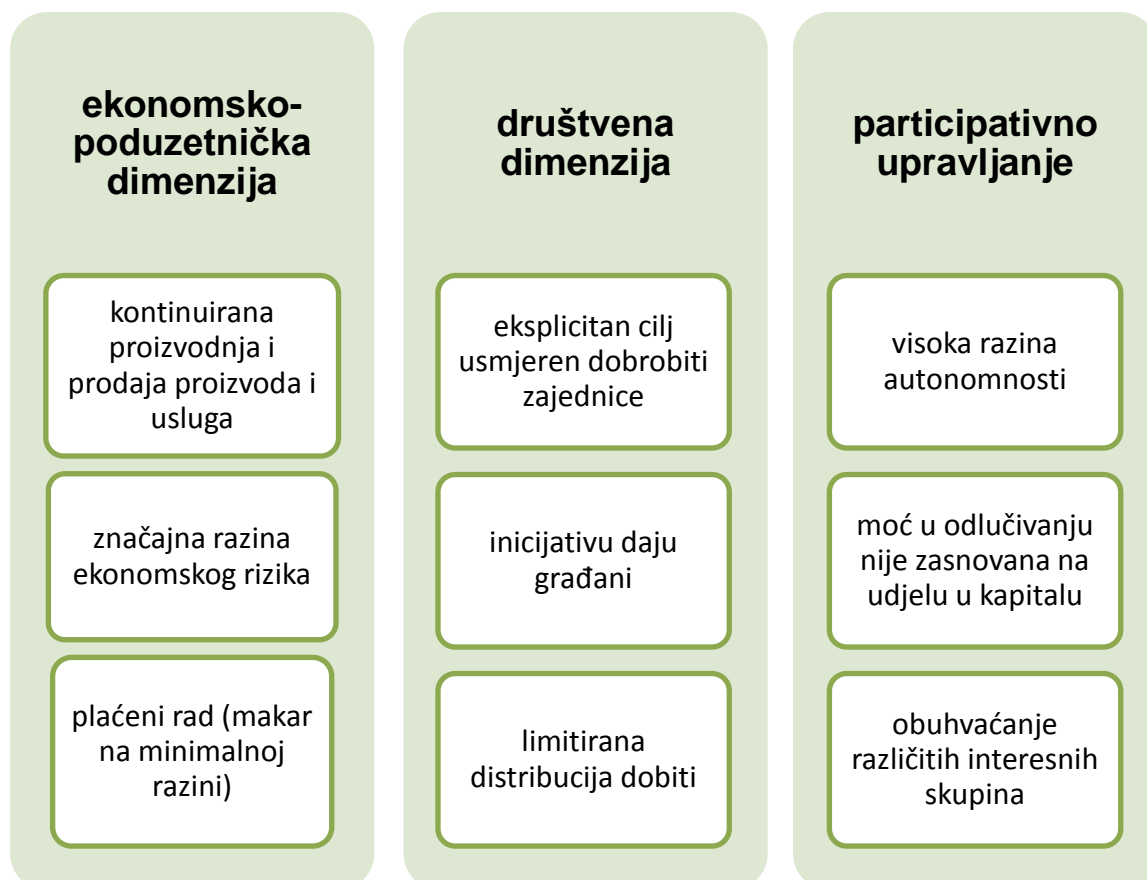 ekonomsko-
poduzetnička
dimenzija
kontinuirana
proizvodnja i
prodaja proizvoda i
usluga
značajna razina
ekonomskog rizika
plaćeni rad (makar
na minimalnoj
razini)
društvena
dimenzija
eksplicitan cilj
usmjeren dobrobiti
zajednice
inicijativu daju
građani
limitirana
distribucija dobiti
participativno
upravljanje
visoka razina
autonomnosti
moć u odlučivanju
nije zasnovana na
udjelu u kapitalu
obuhvaćanje
različitih interesnih
skupina